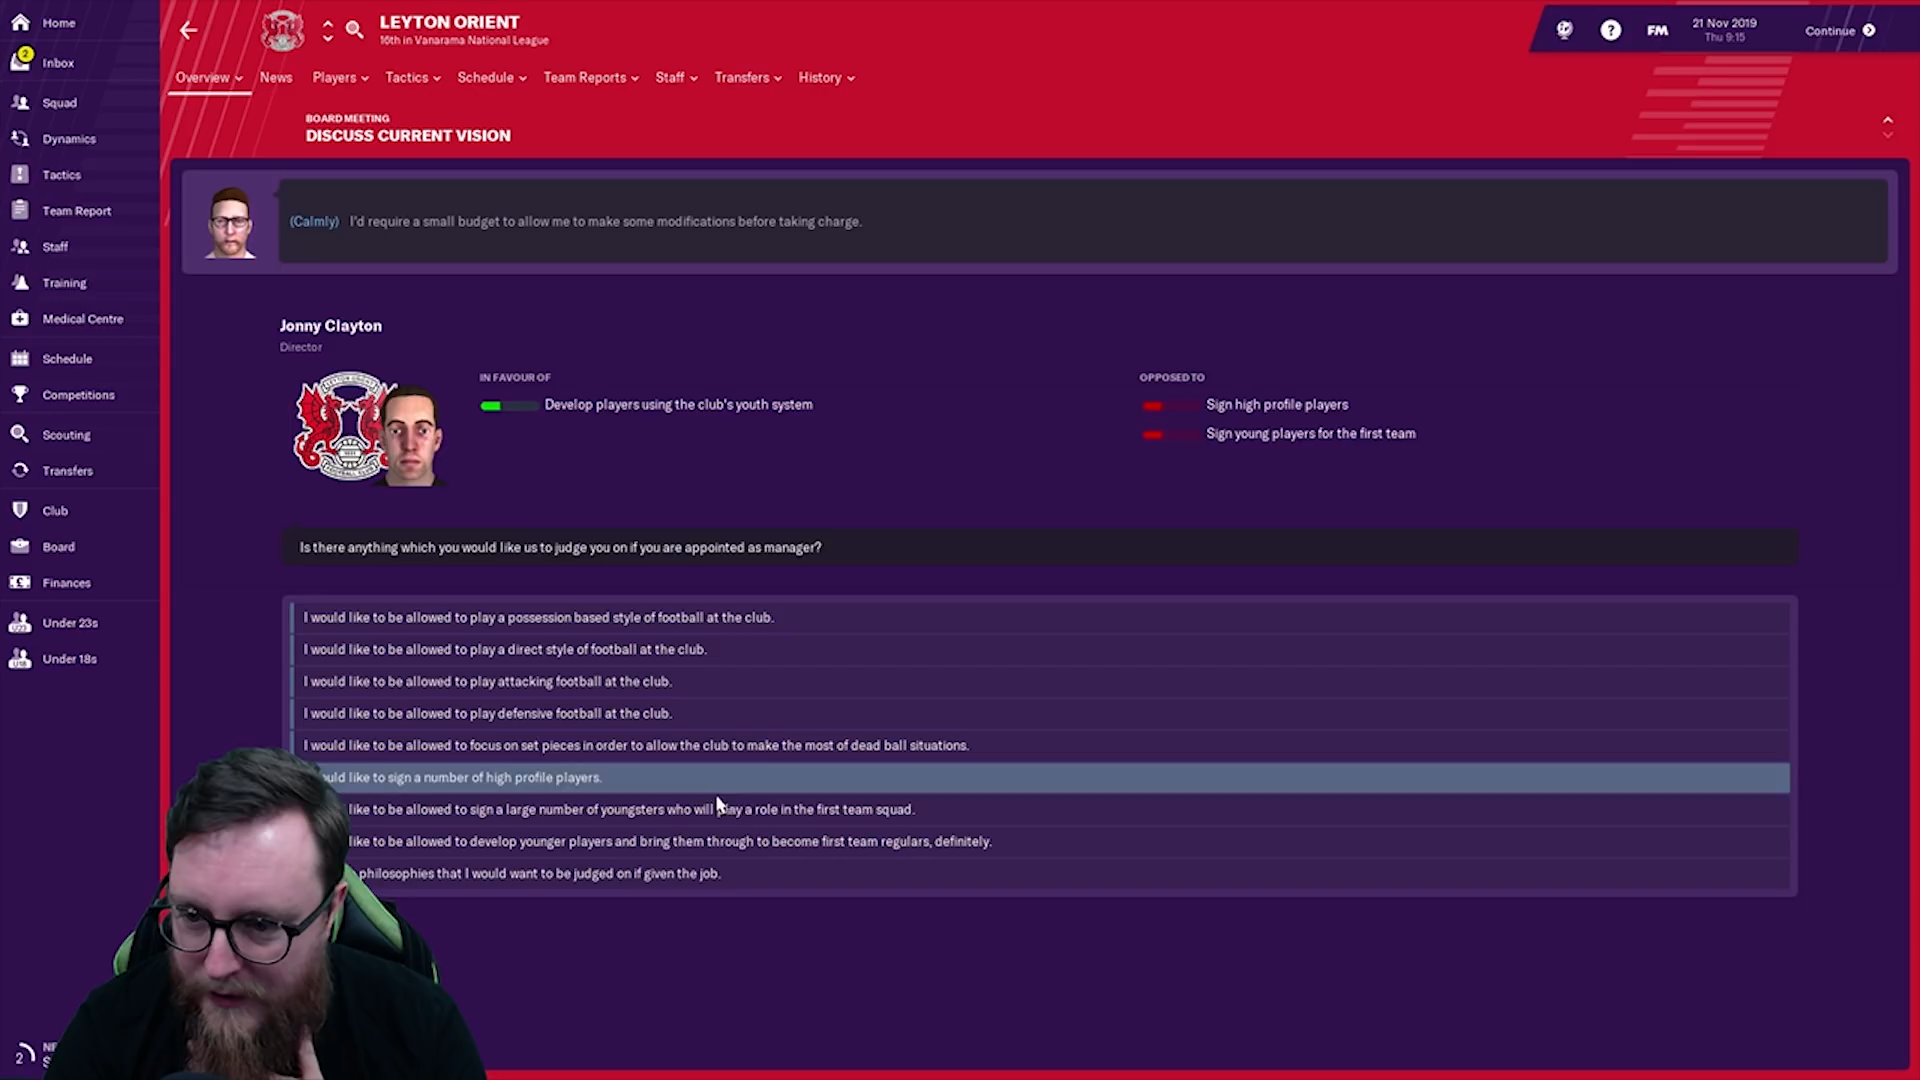 Home
2
Inbox
Squad
Dynamics
Tactics
Team Report
Staff
Training
Medical Centre
Schedule
Competitions
Scouting
Transfers
Club
Board
Finances
Under 23s
Under 18s
LEYTON ORIENT
16th in Vanarama National League
FM
21 Nov 2019
Thu 9:15
Continue
Overview
News
Players
Tactics
Schedule
Team Reports
Staff
Transfers
History
BOARD MEETING
DISCUSS CURRENT VISION
(Calmly) I'd require a small budget to allow me to make some modifications before taking charge.
Jonny Clayton
Director
IN FAVOUR OF
Develop players using the club's youth system
OPPOSED TO
Sign high profile players
Sign young players for the first team
Is there anything which you would like us to judge you on if you are appointed as manager?
I would like to be allowed to play a possession based style of football at the club.
I would like to be allowed to play a direct style of football at the club.
I would like to be allowed to play attacking football at the club.
I would like to be allowed to play defensive football at the club.
I would like to be allowed to focus on set pieces in order to allow the club to make the most of dead ball situations.
like to sign a number of high profile players.
like to be allowed to sign a large number of youngsters who will play a role in the first team squad.
like to be allowed to develop younger players and bring them through to become first team regulars, definitely.
philosophies that I would want to be judged on if given the job.
2